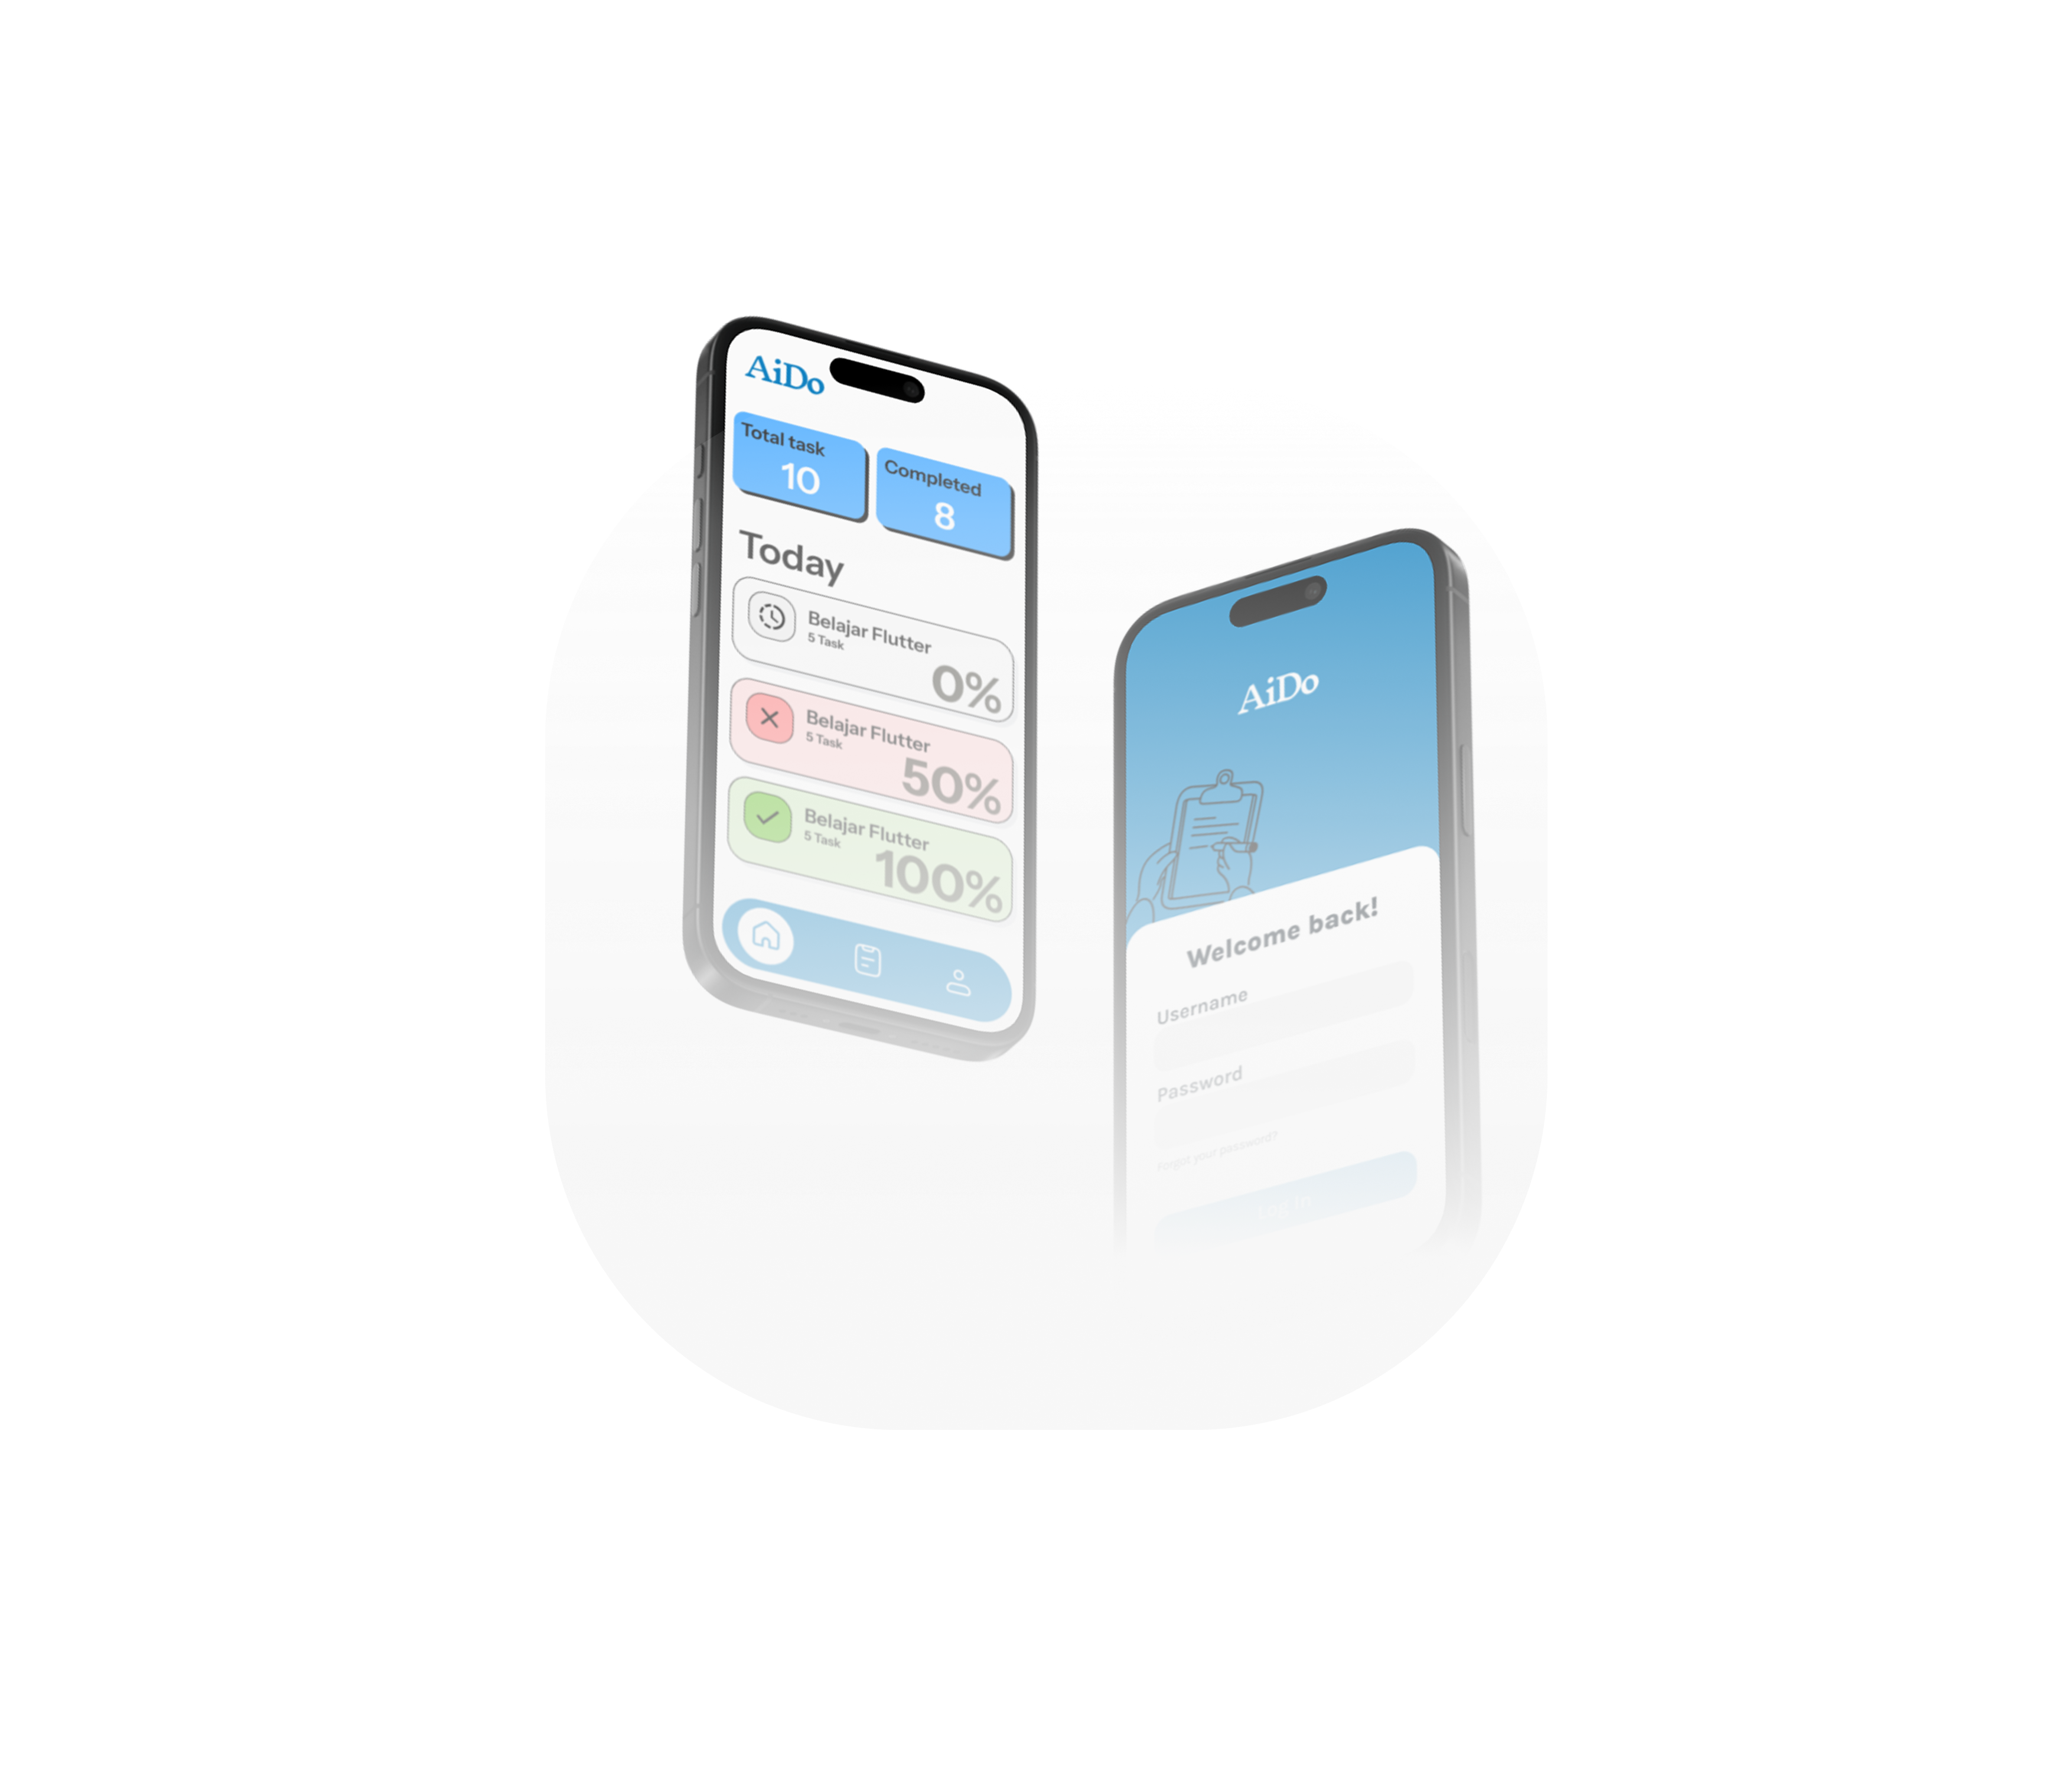 AiDo
Total task
10
Completed
8
Today
Belajar Flutter
5 Task
0%
Belajar Flutter
5 Task
50%
Belajar Flutter
5 Task
100%
AiDo
Welcome back!
Username
Password
Forgot your password?
Log in